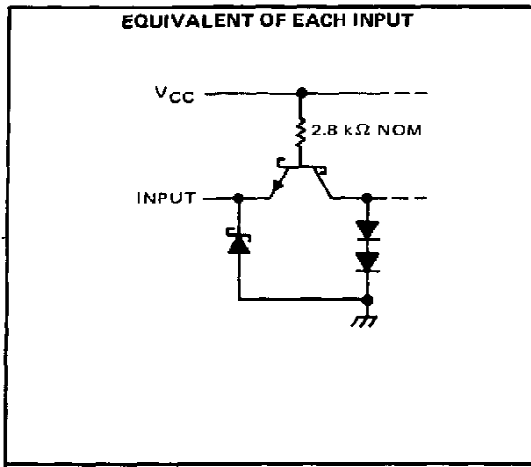 EQUIVALENT OF EACH INPUT
VCC
2.8 kΩ NOM
INPUT